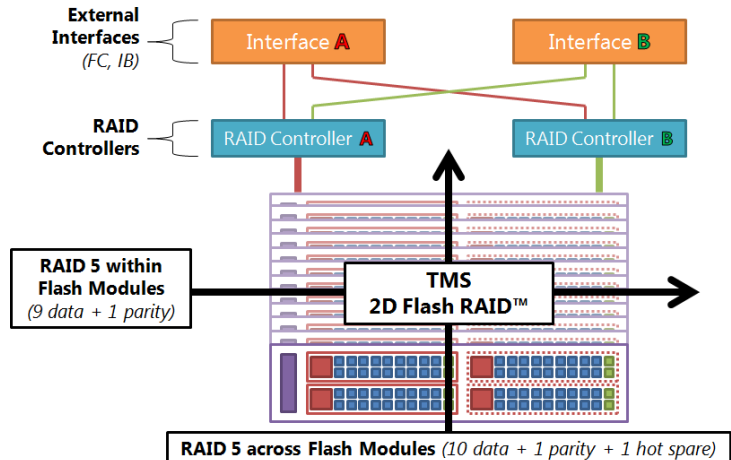 External
Interfaces
(FC, IB)
Interface A
Interface B
RAID
Controllers
RAID Controller A
RAID Controller B
RAID 5 within
Flash Modules
(9 data + 1 parity)
TMS
2D Flash RAID™
RAID 5 across Flash Modules (10 data + 1 parity + 1 hot spare)